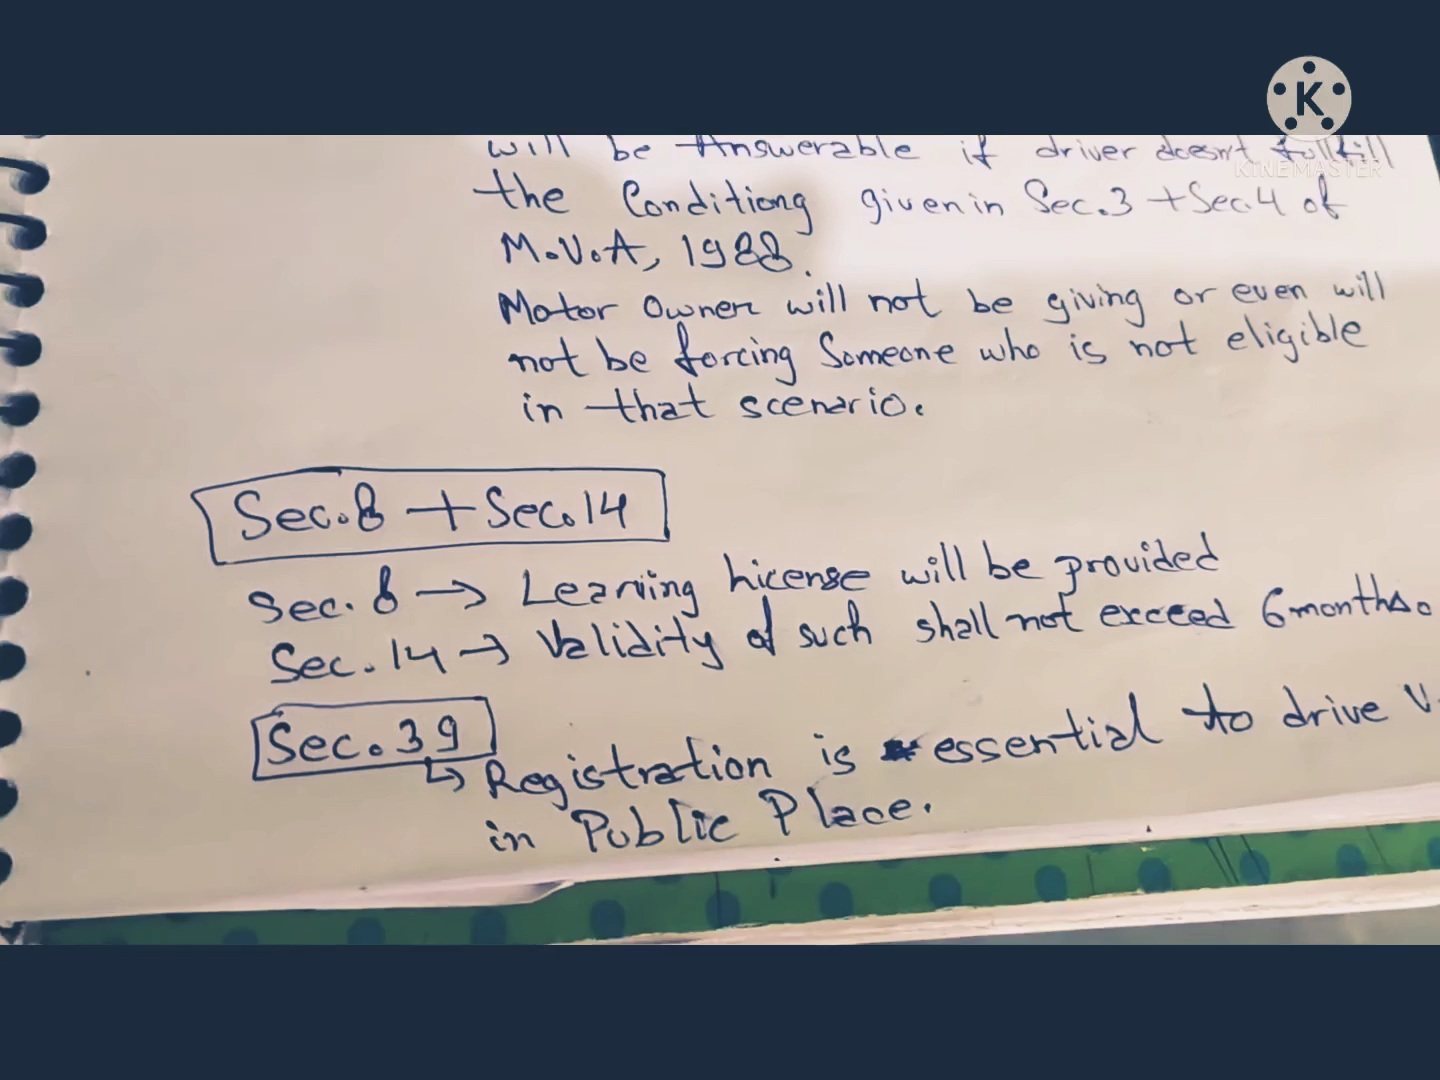 K
KINEMASTER
will be Answerable if driver doesn't fulfill
the Conditiong given in Sec.3 + Sec.4 of
M.V.A, 1988.
Motor Owner will not be giving or even will
not be forcing Someone who is not eligible
in that scenario.
Sec.8 + Sec.14
Sec. 8 → Learning License will be provided
Sec. 14 → Validity of such shall not exceed 6 months.
Sec. 39
↳ Registration is essential to drive V
in Public Place.